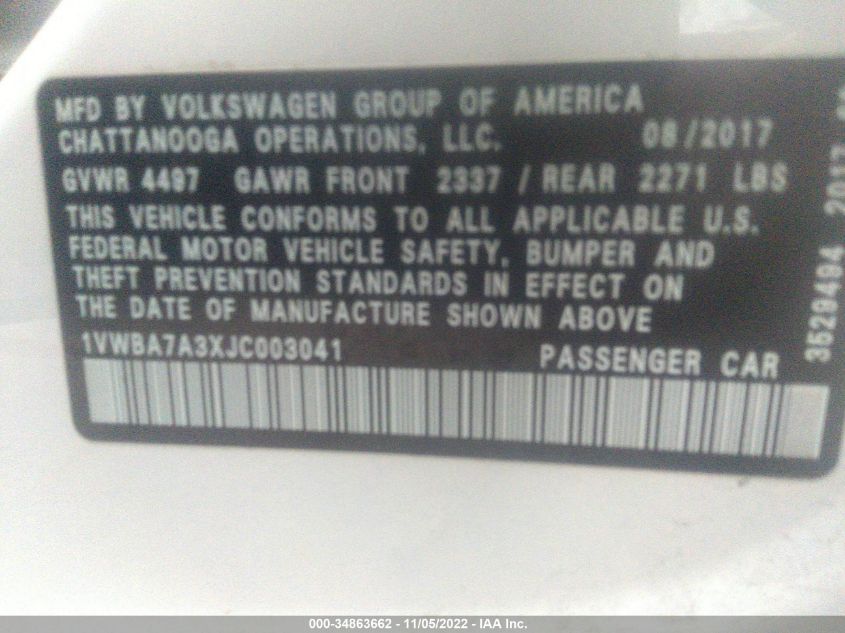 MFD BY VOLKSWAGEN GROUP OF AMERICA
CHATTANOOGA OPERATIONS, LLC. 08/2017
GVWR 4497 GAWR FRONT 2337 / REAR 2271 LBS
THIS VEHICLE CONFORMS TO ALL APPLICABLE U.S.
FEDERAL MOTOR VEHICLE SAFETY, BUMPER AND
THEFT PREVENTION STANDARDS IN EFFECT ON
THE DATE OF MANUFACTURE SHOWN ABOVE
1VWBA7A3XJC003041 PASSENGER CAR
3529494 2017
000-34863662 - 11/05/2022 - IAA Inc.